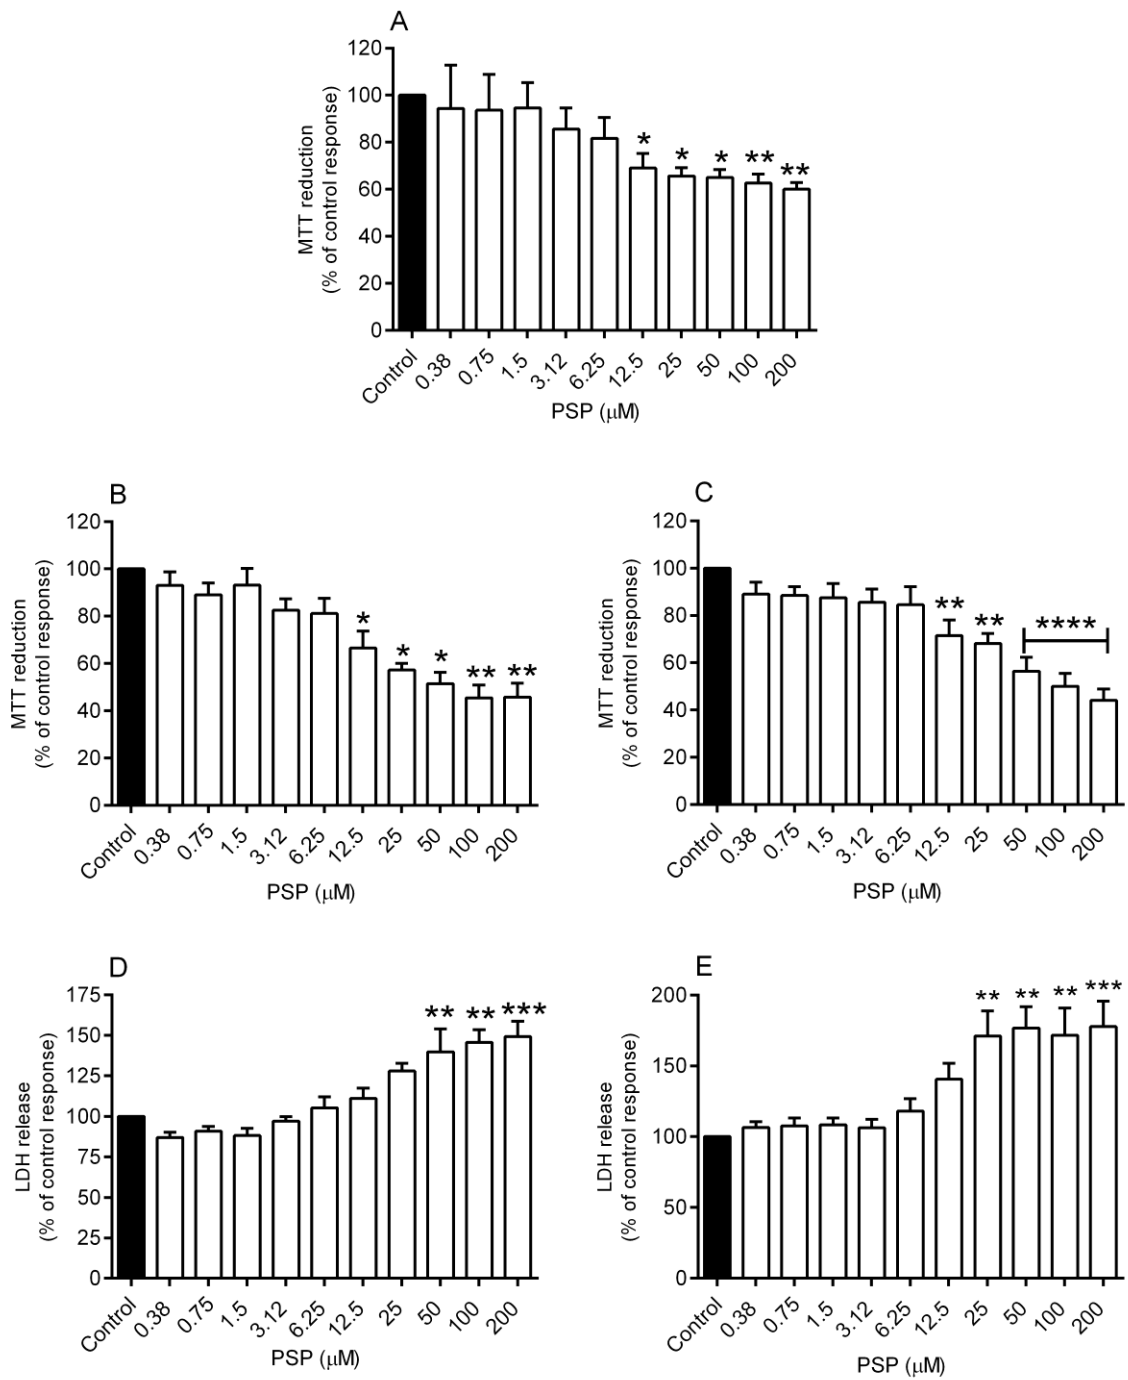 A
120
100
80
60
40
20
0
MTT reduction
(% of control response)
* * * ** **
Control 0.38 0.75 1.5 3.12 6.25 12.5 25 50 100 200
PSP (μM)
B
120
100
80
60
40
20
0
MTT reduction
(% of control response)
* * * ** **
Control 0.38 0.75 1.5 3.12 6.25 12.5 25 50 100 200
PSP (μM)
C
120
100
80
60
40
20
0
MTT reduction
(% of control response)
** ** ****
Control 0.38 0.75 1.5 3.12 6.25 12.5 25 50 100 200
PSP (μM)
D
175
150
125
100
75
50
25
0
LDH release
(% of control response)
** ** ***
Control 0.38 0.75 1.5 3.12 6.25 12.5 25 50 100 200
PSP (μM)
E
200
150
100
50
0
LDH release
(% of control response)
** ** ** ***
Control 0.38 0.75 1.5 3.12 6.25 12.5 25 50 100 200
PSP (μM)